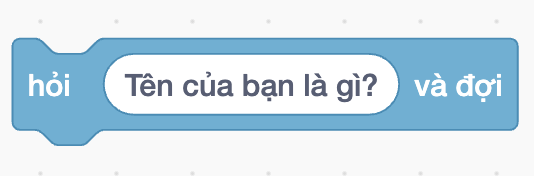 hỏi Tên của bạn là gì? và đợi